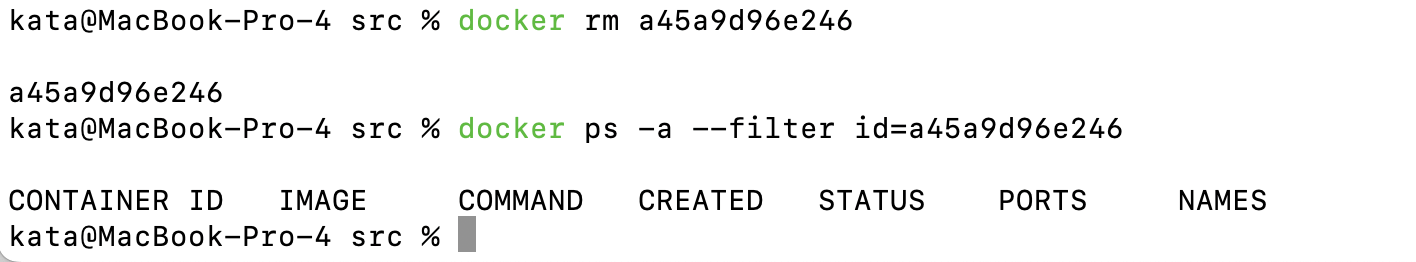 kata@MacBook-Pro-4 src % docker rm a45a9d96e246
a45a9d96e246
kata@MacBook-Pro-4 src % docker ps -a --filter id=a45a9d96e246
CONTAINER ID   IMAGE     COMMAND   CREATED   STATUS    PORTS     NAMES
kata@MacBook-Pro-4 src %